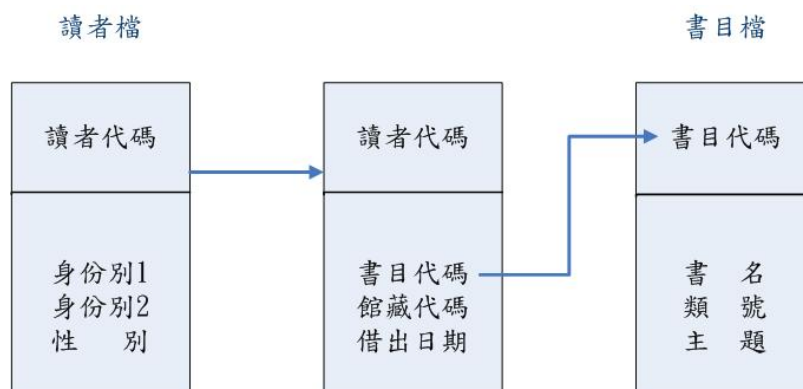 讀者檔
書目檔
讀者代碼
身份別1
身份別2
性 別
讀者代碼
書目代碼
館藏代碼
借出日期
書目代碼
書 名
類 號
主 題